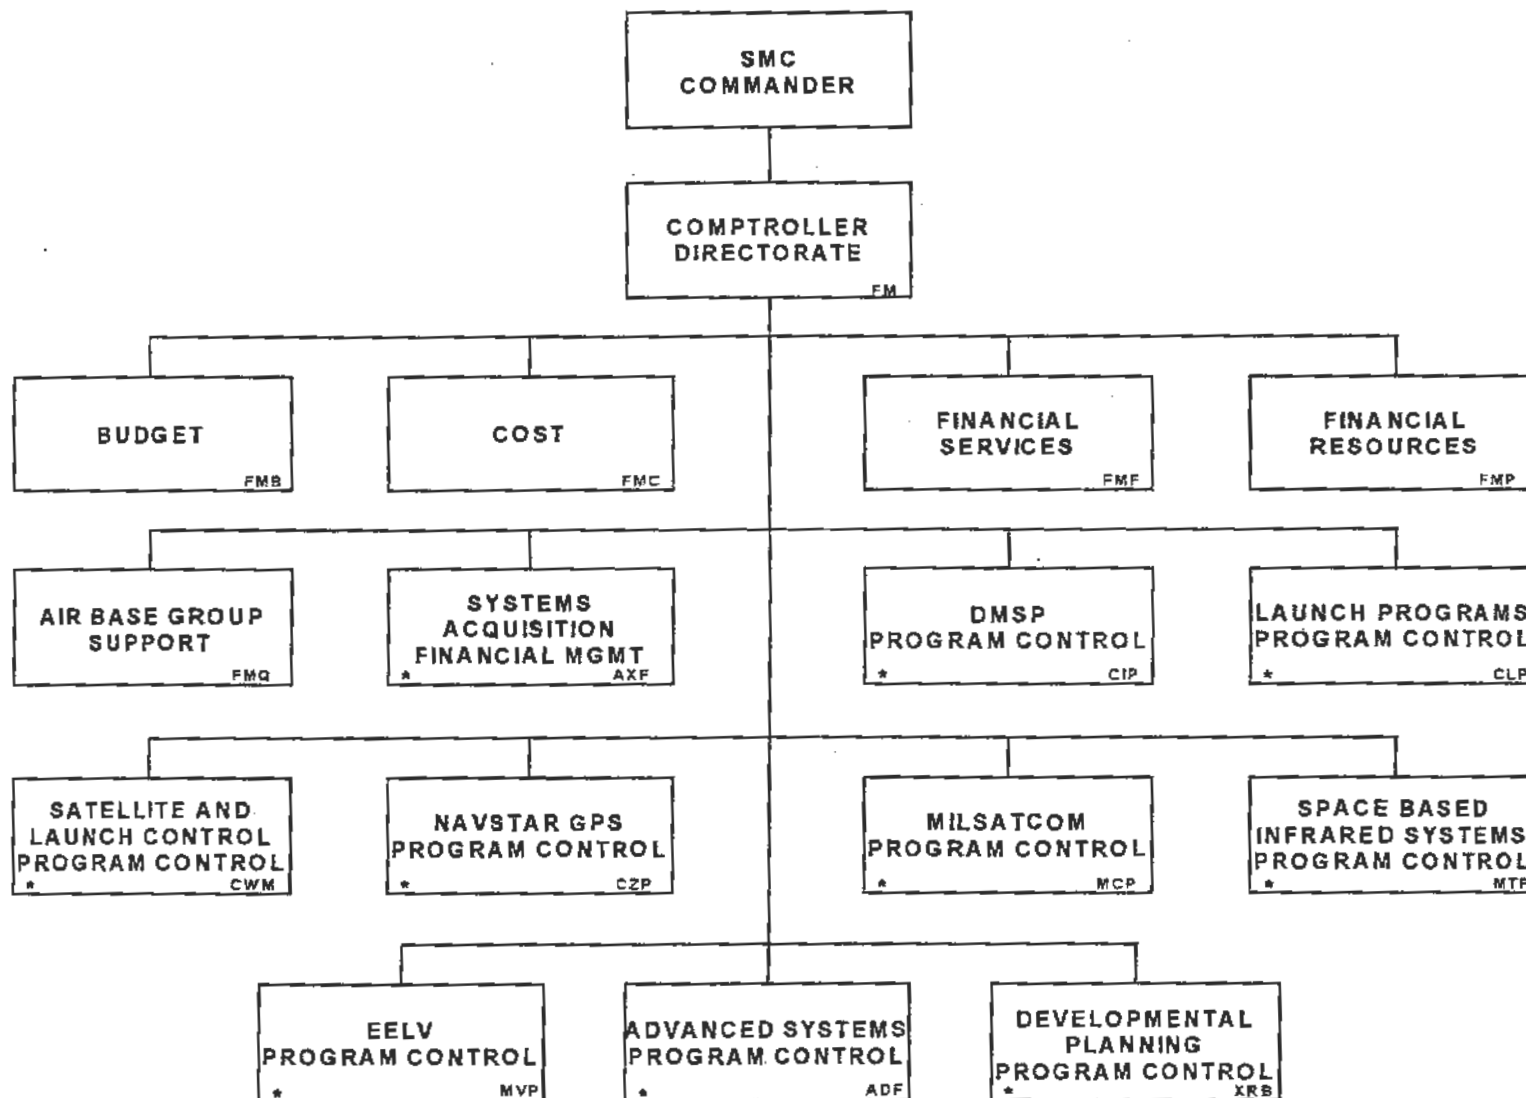 SMC
COMMANDER
COMPTROLLER
DIRECTORATE
FM
BUDGET
FMB
COST
FMC
FINANCIAL
SERVICES
FMF
FINANCIAL
RESOURCES
FMP
AIR BASE GROUP
SUPPORT
FMQ
SYSTEMS
ACQUISITION
FINANCIAL MGMT
* AXF
DMSP
PROGRAM CONTROL
* CIP
LAUNCH PROGRAMS
PROGRAM CONTROL
* CLP
SATELLITE AND
LAUNCH CONTROL
PROGRAM CONTROL
* CWM
NAVSTAR GPS
PROGRAM CONTROL
* CZP
MILSATCOM
PROGRAM CONTROL
* MCP
SPACE BASED
INFRARED SYSTEMS
PROGRAM CONTROL
* MTP
EELV
PROGRAM CONTROL
* MVP
ADVANCED SYSTEMS
PROGRAM CONTROL
* ADF
DEVELOPMENTAL
PLANNING
PROGRAM CONTROL
* XRB